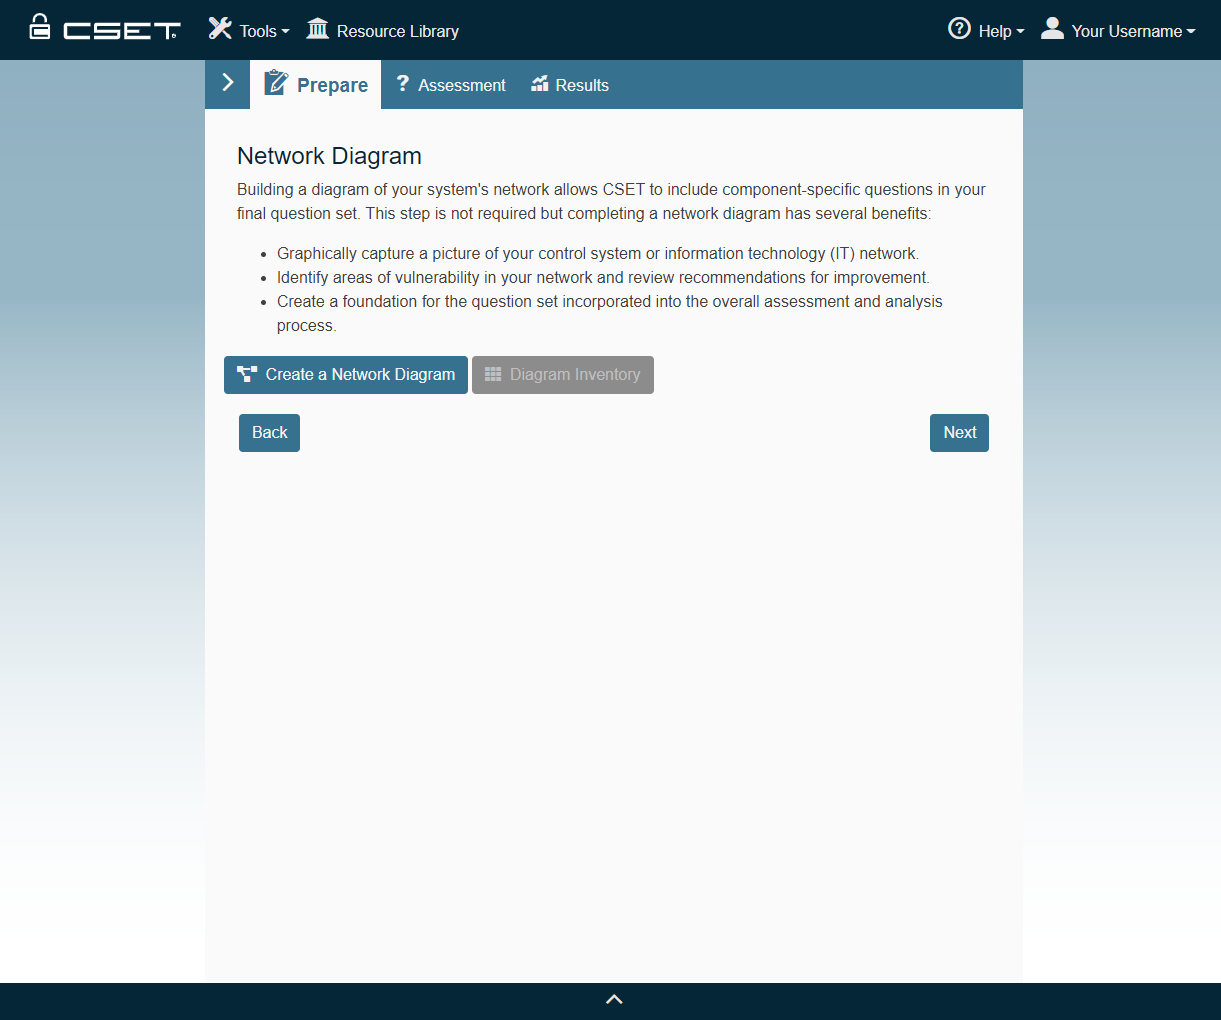 CSET Tools Resource Library Help Your Username
Prepare ? Assessment Results
Network Diagram
Building a diagram of your system's network allows CSET to include component-specific questions in your
final question set. This step is not required but completing a network diagram has several benefits:
• Graphically capture a picture of your control system or information technology (IT) network.
• Identify areas of vulnerability in your network and review recommendations for improvement.
• Create a foundation for the question set incorporated into the overall assessment and analysis
process.
Create a Network Diagram Diagram Inventory
Back Next